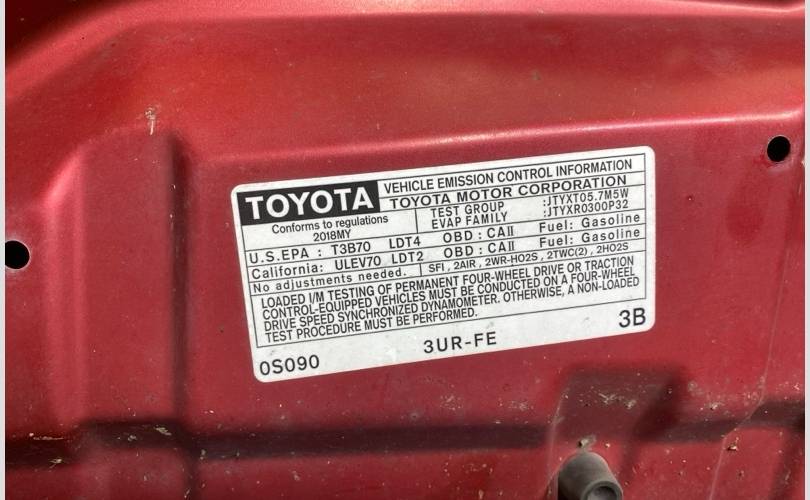 TOYOTA VEHICLE EMISSION CONTROL INFORMATION
TOYOTA MOTOR CORPORATION
Conforms to regulations
2018MY
TEST GROUP :JTYXT05.7M5W
EVAP FAMILY :JTYXR0300P32
U.S.EPA : T3B70 LDT4 OBD : CAII Fuel: Gasoline
California: ULEV70 LDT2 OBD : CAII Fuel: Gasoline
No adjustments needed. SFI , 2AIR , 2WR-HO2S , 2TWC(2) , 2HO2S
LOADED I/M TESTING OF PERMANENT FOUR-WHEEL DRIVE OR TRACTION
CONTROL-EQUIPPED VEHICLES MUST BE CONDUCTED ON A FOUR-WHEEL
DRIVE SPEED SYNCHRONIZED DYNAMOMETER. OTHERWISE, A NON-LOADED
TEST PROCEDURE MUST BE PERFORMED.
0S090 3UR-FE 3B